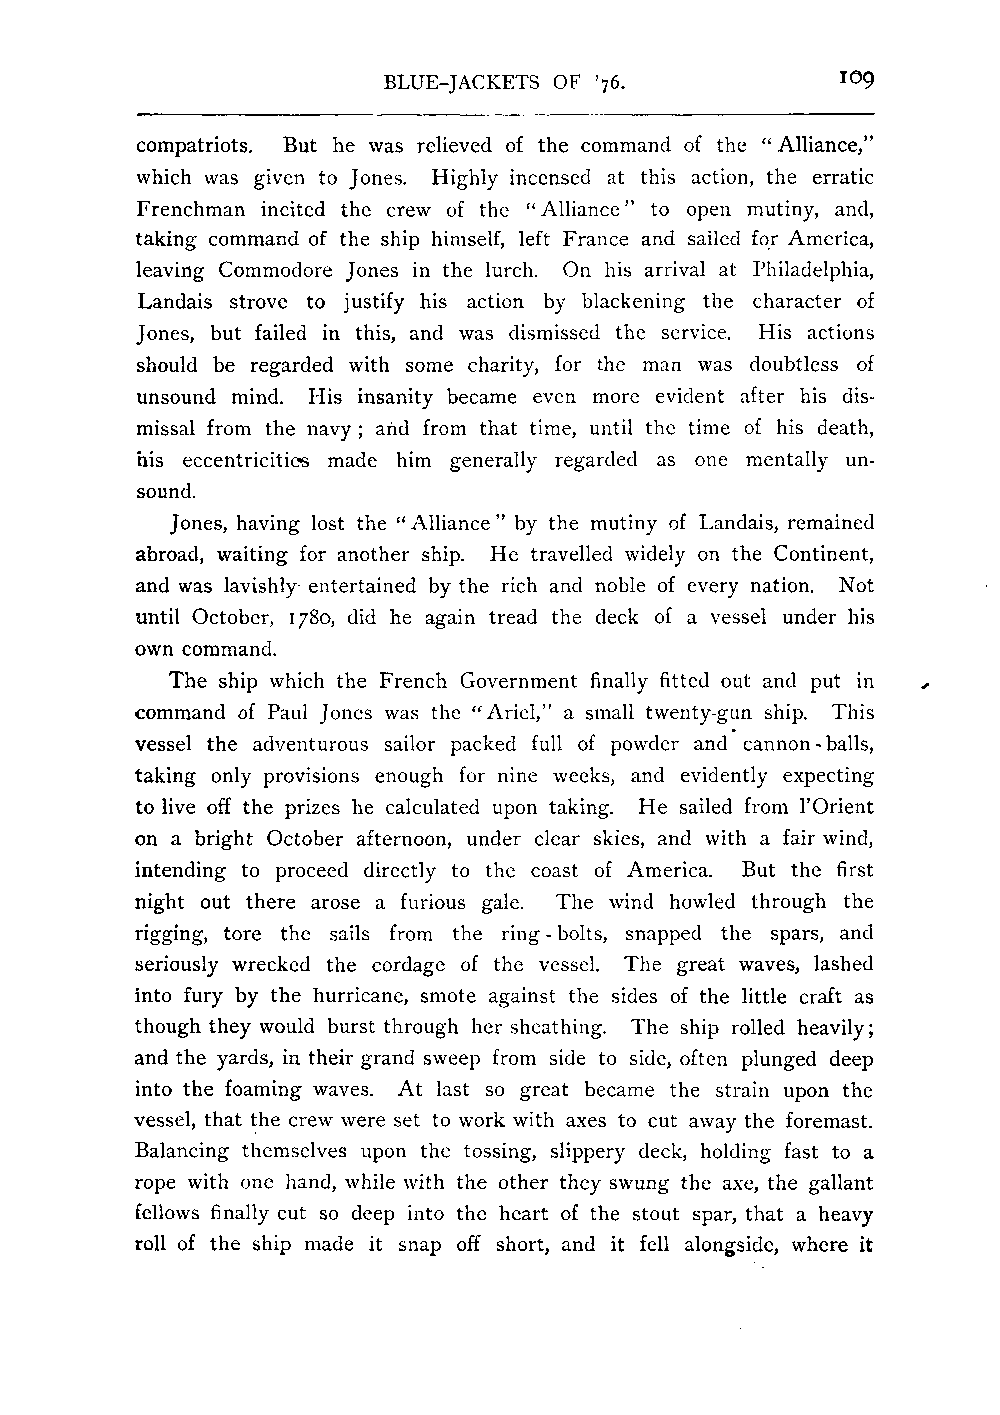 BLUE-JACKETS OF '76. 109
compatriots. But he was relieved of the command of the “Alliance,”
which was given to Jones. Highly incensed at this action, the erratic
Frenchman incited the crew of the “Alliance” to open mutiny, and,
taking command of the ship himself, left France and sailed for America,
leaving Commodore Jones in the lurch. On his arrival at Philadelphia,
Landais strove to justify his action by blackening the character of
Jones, but failed in this, and was dismissed the service. His actions
should be regarded with some charity, for the man was doubtless of
unsound mind. His insanity became even more evident after his dis-
missal from the navy; and from that time, until the time of his death,
his eccentricities made him generally regarded as one mentally un-
sound.
Jones, having lost the “Alliance” by the mutiny of Landais, remained
abroad, waiting for another ship. He travelled widely on the Continent,
and was lavishly entertained by the rich and noble of every nation. Not
until October, 1780, did he again tread the deck of a vessel under his
own command.
The ship which the French Government finally fitted out and put in
command of Paul Jones was the “Ariel,” a small twenty-gun ship. This
vessel the adventurous sailor packed full of powder and cannon-balls,
taking only provisions enough for nine weeks, and evidently expecting
to live off the prizes he calculated upon taking. He sailed from l'Orient
on a bright October afternoon, under clear skies, and with a fair wind,
intending to proceed directly to the coast of America. But the first
night out there arose a furious gale. The wind howled through the
rigging, tore the sails from the ring-bolts, snapped the spars, and
seriously wrecked the cordage of the vessel. The great waves, lashed
into fury by the hurricane, smote against the sides of the little craft as
though they would burst through her sheathing. The ship rolled heavily;
and the yards, in their grand sweep from side to side, often plunged deep
into the foaming waves. At last so great became the strain upon the
vessel, that the crew were set to work with axes to cut away the foremast.
Balancing themselves upon the tossing, slippery deck, holding fast to a
rope with one hand, while with the other they swung the axe, the gallant
fellows finally cut so deep into the heart of the stout spar, that a heavy
roll of the ship made it snap off short, and it fell alongside, where it